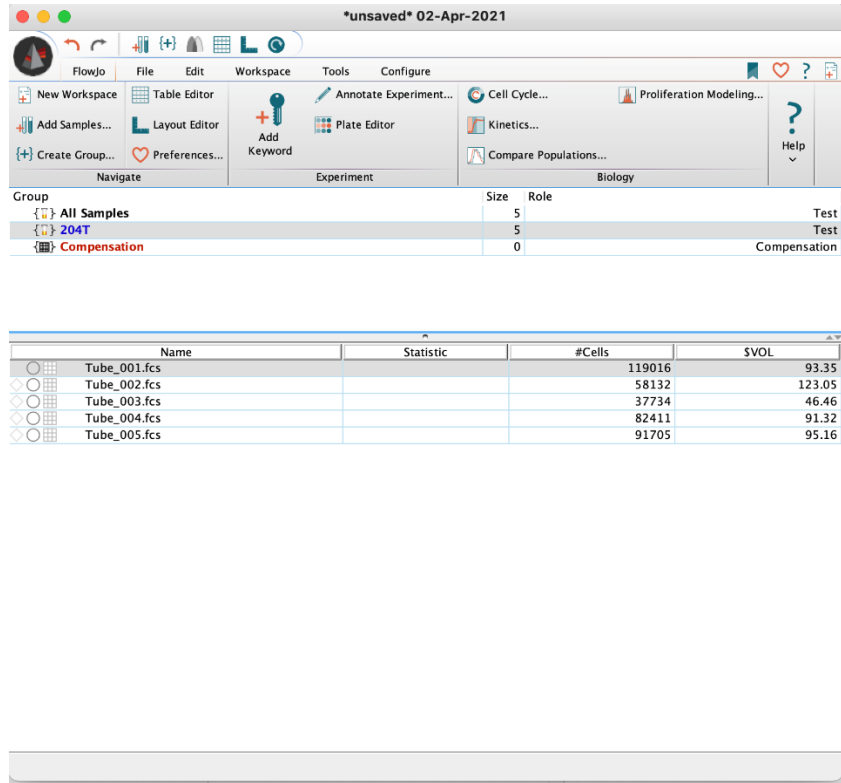 *unsaved* 02-Apr-2021
{+}
FlowJo File Edit Workspace Tools Configure
?
New Workspace Table Editor Annotate Experiment... Cell Cycle... Proliferation Modeling...
+ Add Samples... Layout Editor Add Keyword Plate Editor Kinetics... ? Help
{+} Create Group... Preferences... Compare Populations...
Navigate Experiment Biology
Group Size Role
{ } All Samples 5 Test
{ } 204T 5 Test
{ } Compensation 0 Compensation
Name Statistic #Cells $VOL
Tube_001.fcs 119016 93.35
Tube_002.fcs 58132 123.05
Tube_003.fcs 37734 46.46
Tube_004.fcs 82411 91.32
Tube_005.fcs 91705 95.16